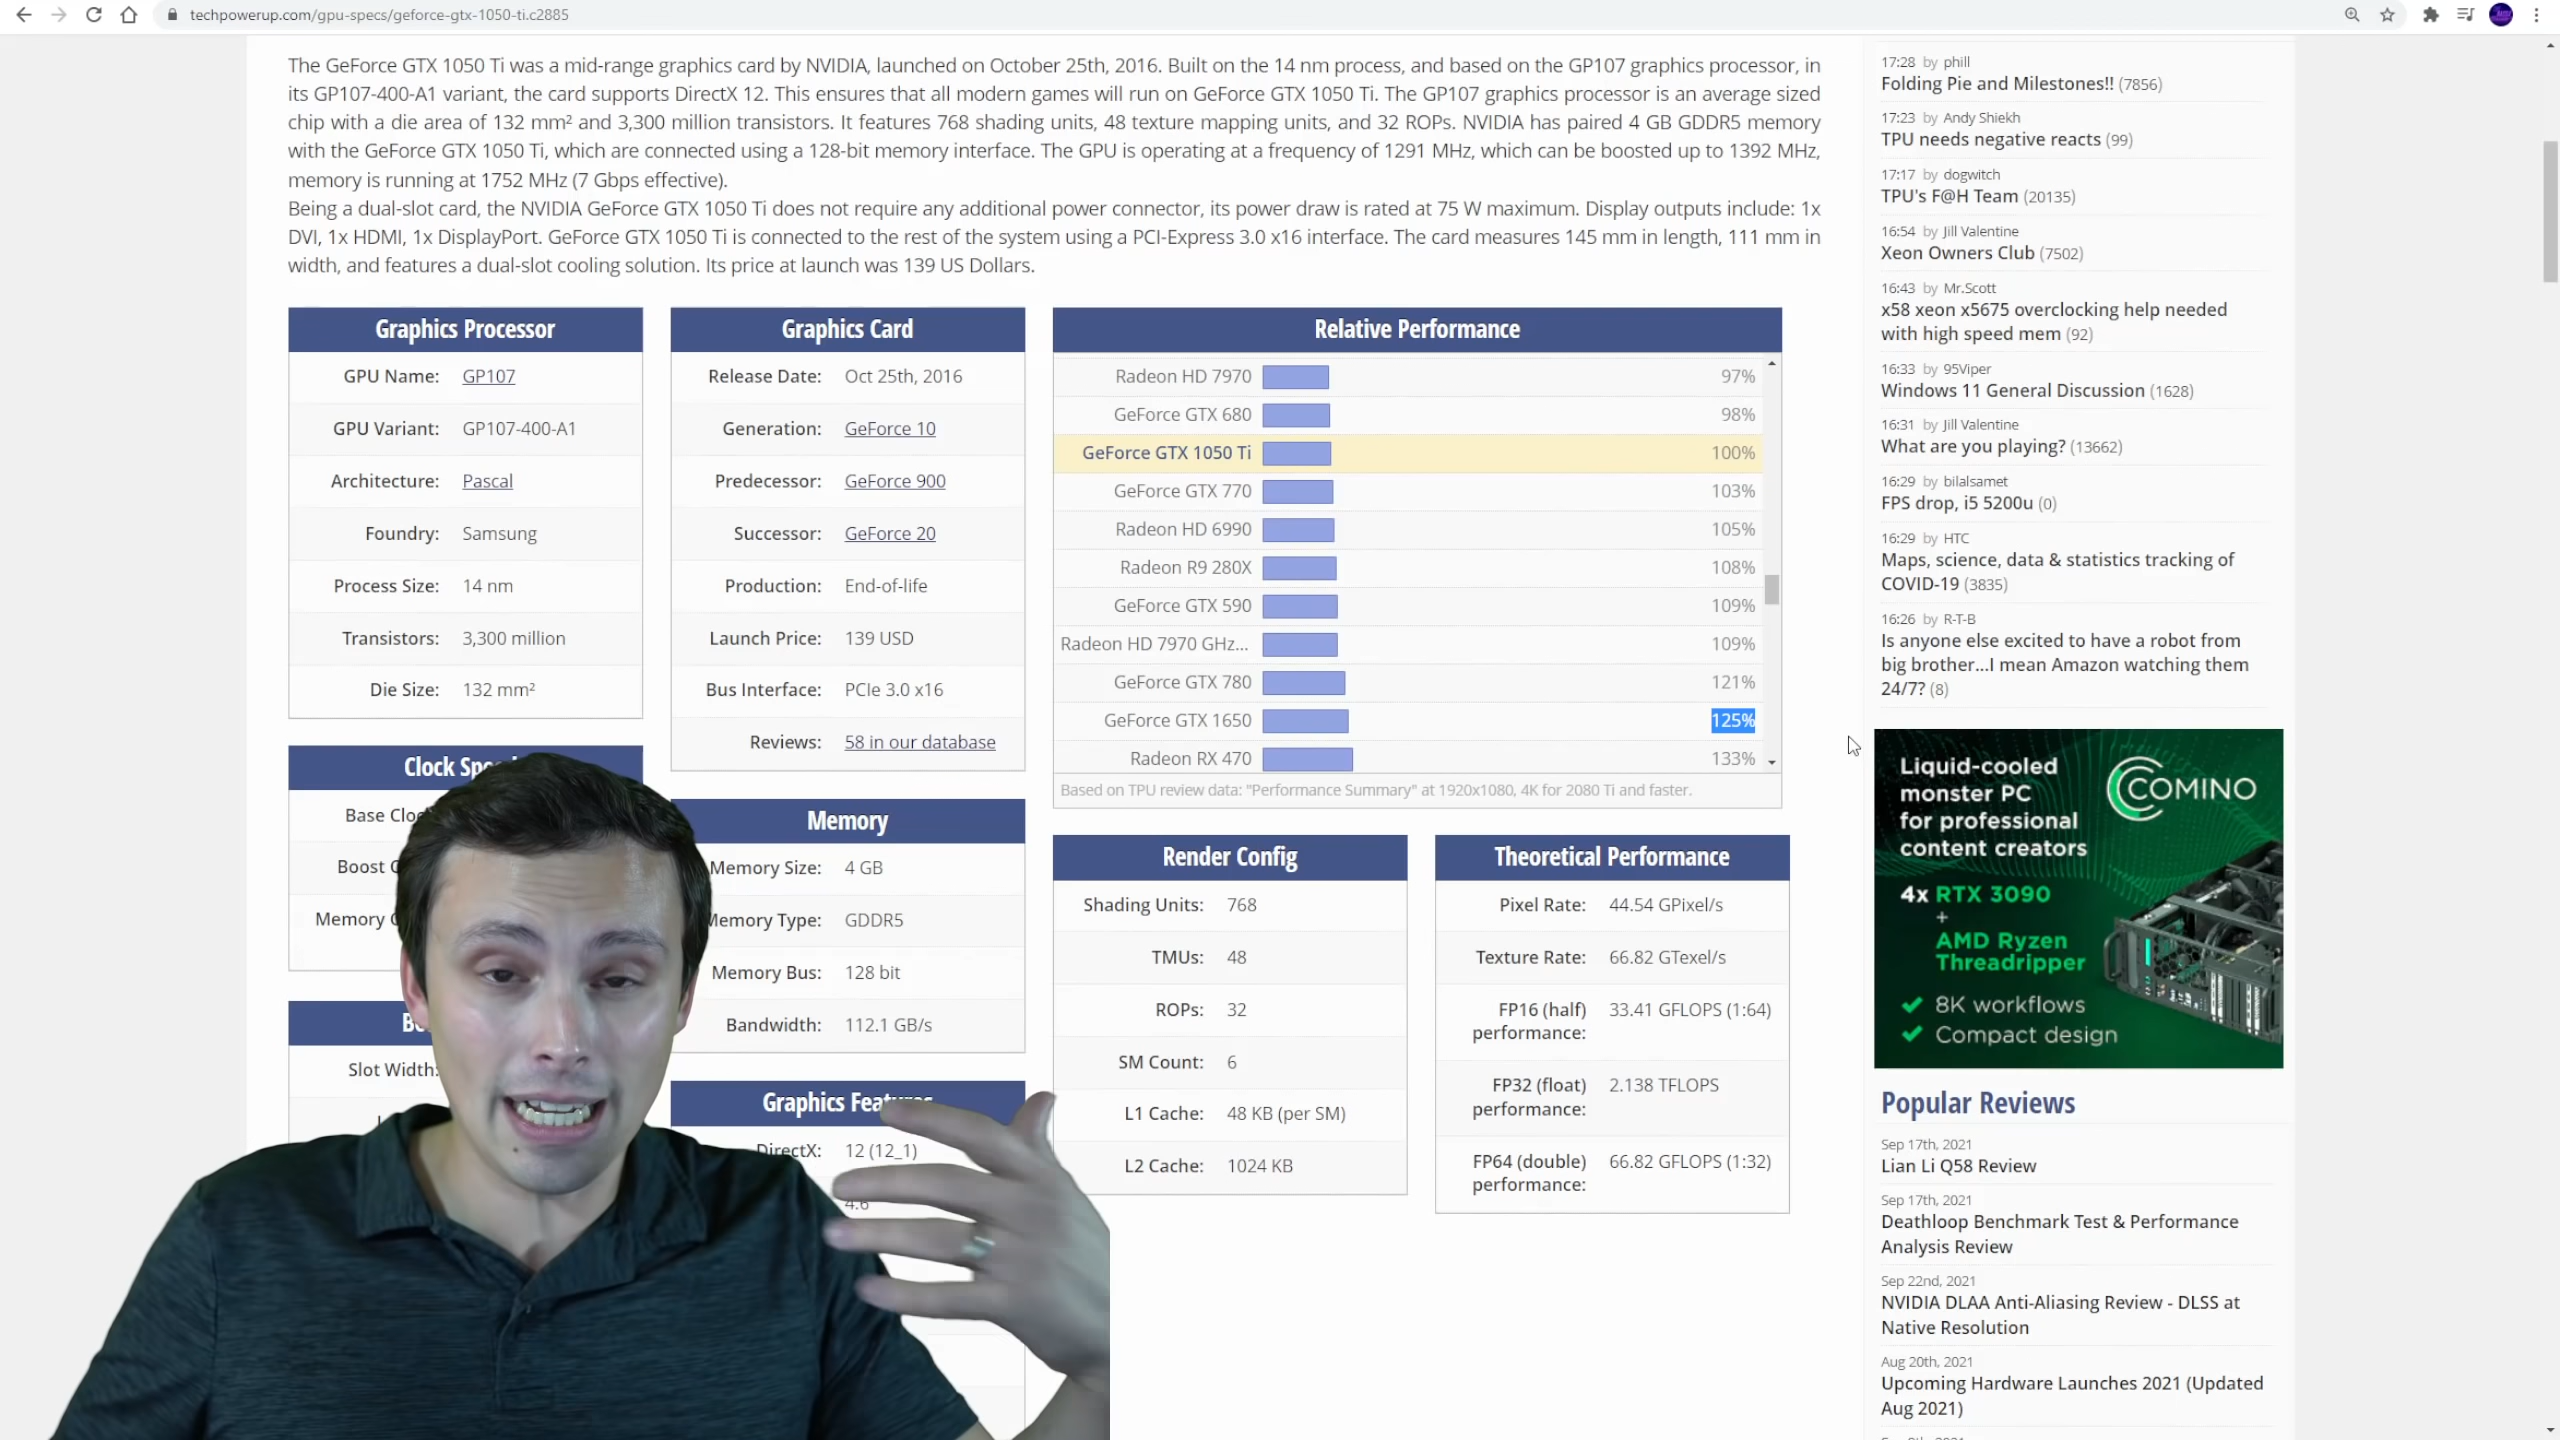 techpowerup.com/gpu-specs/geforce-gtx-1050-ti.c2885
The GeForce GTX 1050 Ti was a mid-range graphics card by NVIDIA, launched on October 25th, 2016. Built on the 14 nm process, and based on the GP107 graphics processor, in
its GP107-400-A1 variant, the card supports DirectX 12. This ensures that all modern games will run on GeForce GTX 1050 Ti. The GP107 graphics processor is an average sized
chip with a die area of 132 mm² and 3,300 million transistors. It features 768 shading units, 48 texture mapping units, and 32 ROPs. NVIDIA has paired 4 GB GDDR5 memory
with the GeForce GTX 1050 Ti, which are connected using a 128-bit memory interface. The GPU is operating at a frequency of 1291 MHz, which can be boosted up to 1392 MHz,
memory is running at 1752 MHz (7 Gbps effective).
Being a dual-slot card, the NVIDIA GeForce GTX 1050 Ti does not require any additional power connector, its power draw is rated at 75 W maximum. Display outputs include: 1x
DVI, 1x HDMI, 1x DisplayPort. GeForce GTX 1050 Ti is connected to the rest of the system using a PCI-Express 3.0 x16 interface. The card measures 145 mm in length, 111 mm in
width, and features a dual-slot cooling solution. Its price at launch was 139 US Dollars.
Graphics Processor
GPU Name: GP107
GPU Variant: GP107-400-A1
Architecture: Pascal
Foundry: Samsung
Process Size: 14 nm
Transistors: 3,300 million
Die Size: 132 mm²
Clock
Base
Boost
Memory
Slot Width:
Graphics Card
Release Date: Oct 25th, 2016
Generation: GeForce 10
Predecessor: GeForce 900
Successor: GeForce 20
Production: End-of-life
Launch Price: 139 USD
Bus Interface: PCIe 3.0 x16
Reviews: 58 in our database
Memory
Memory Size: 4 GB
Memory Type: GDDR5
Memory Bus: 128 bit
Bandwidth: 112.1 GB/s
Graphics
DirectX: 12 (12_1)
4.6
Relative Performance
Radeon HD 7970 97%
GeForce GTX 680 98%
GeForce GTX 1050 Ti 100%
GeForce GTX 770 103%
Radeon HD 6990 105%
Radeon R9 280X 108%
GeForce GTX 590 109%
Radeon HD 7970 GHz... 109%
GeForce GTX 780 121%
GeForce GTX 1650 125%
Radeon RX 470 133%
Based on TPU review data: "Performance Summary" at 1920x1080, 4K for 2080 Ti and faster.
Render Config
Shading Units: 768
TMUs: 48
ROPs: 32
SM Count: 6
L1 Cache: 48 KB (per SM)
L2 Cache: 1024 KB
Theoretical Performance
Pixel Rate: 44.54 GPixel/s
Texture Rate: 66.82 GTexel/s
FP16 (half) 33.41 GFLOPS (1:64)
performance:
FP32 (float) 2.138 TFLOPS
performance:
FP64 (double) 66.82 GFLOPS (1:32)
performance:
17:28 by phill
Folding Pie and Milestones!! (7856)
17:23 by Andy Shiekh
TPU needs negative reacts (99)
17:17 by dogwitch
TPU's F@H Team (20135)
16:54 by Jill Valentine
Xeon Owners Club (7502)
16:43 by Mr.Scott
x58 xeon x5675 overclocking help needed
with high speed mem (92)
16:33 by 95Viper
Windows 11 General Discussion (1628)
16:31 by Jill Valentine
What are you playing? (13662)
16:29 by bilalsamet
FPS drop, i5 5200u (0)
16:29 by HTC
Maps, science, data & statistics tracking of
COVID-19 (3835)
16:26 by R-T-B
Is anyone else excited to have a robot from
big brother...I mean Amazon watching them
24/7? (8)
Liquid-cooled
monster PC
for professional
content creators
COMINO
4x RTX 3090
+
AMD Ryzen
Threadripper
8K workflows
Compact design
Popular Reviews
Sep 17th, 2021
Lian Li Q58 Review
Sep 17th, 2021
Deathloop Benchmark Test & Performance
Analysis Review
Sep 22nd, 2021
NVIDIA DLAA Anti-Aliasing Review - DLSS at
Native Resolution
Aug 20th, 2021
Upcoming Hardware Launches 2021 (Updated
Aug 2021)